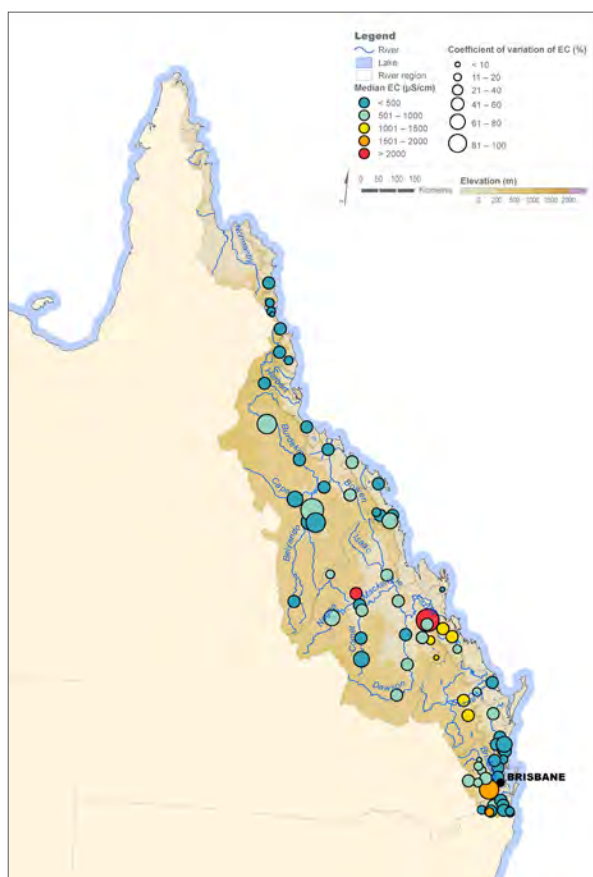 Legend
River
Lake
River region
Median EC (µS/cm)
< 500
501 – 1000
1001 – 1500
1501 – 2000
> 2000
Coefficient of variation of EC (%)
< 10
11 – 20
21 – 40
41 – 60
61 – 80
81 – 100
0 50 100 150
Kilometres
Elevation (m)
0 200 500 1000 1500 2000
Normanby
Burdekin
Bowen
Belyando
Isaac
Mackenzie
Nogoa
Comet
Dawson
BRISBANE